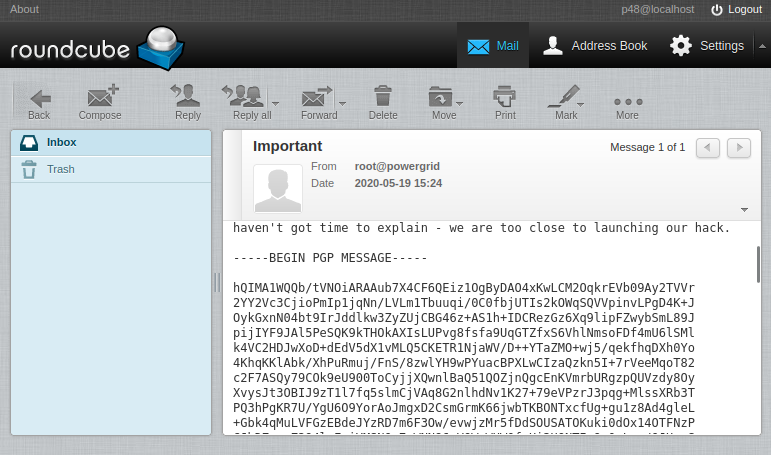 About
p48@localhost
Logout
roundcube
Mail
Address Book
Settings
Back
Compose
Reply
Reply all
Forward
Delete
Move
Print
Mark
More
Inbox
Trash
Important
Message 1 of 1
From root@powergrid
Date 2020-05-19 15:24
haven't got time to explain - we are too close to launching our hack.
-----BEGIN PGP MESSAGE-----
hQIMA1WQQb/tVNOiARAAub7X4CF6QEiz1OgByDAO4xKwLCM2OqkrEVb09Ay2TVVr
2YY2Vc3CjioPmIp1jqNn/LVLm1Tbuuqi/0C0fbjUTIs2kOWqSQVVpinvLPgD4K+J
OykGxnN04bt9IrJddlkw3ZyZUjCBG46z+AS1h+IDCRezGz6Xq9lipFZwybSmL89J
pijIYF9JAl5PeSQK9kTHOkAXIsLUPvg8fsfa9UqGTZfxS6VhlNmsoFDf4mU6lSMl
k4VC2HDJwXoD+dEdV5dX1vMLQ5CKETR1NjaWV/D++YTaZMO+wj5/qekfhqDXh0Yo
4KhqKKlAbk/XhPuRmuj/FnS/8zwlYH9wPYuacBPXLwCIzaQzkn5I+7rVeeMqoT82
c2F7ASQy79COk9eU900ToCyjjXQwnlBaQ51QOZjnQgcEnKVmrbURgzpQUVzdy8Oy
XvysJt3OBIJ9zT1l7fq5slmCjVAq8G2nlhdNv1K27+79eVPzrJ3pqg+MlssXRb3T
PQ3hPgKR7U/YgU6O9YorAoJmgxD2CsmGrmK66jwbTKBONTxcfUg+gu1z8Ad4gleL
+Gbk4qMuLVFGzEBdeJYzRD7m6F3Ow/evwjzMr5fDdSOUSATOKuki0dOx14OTFNzP